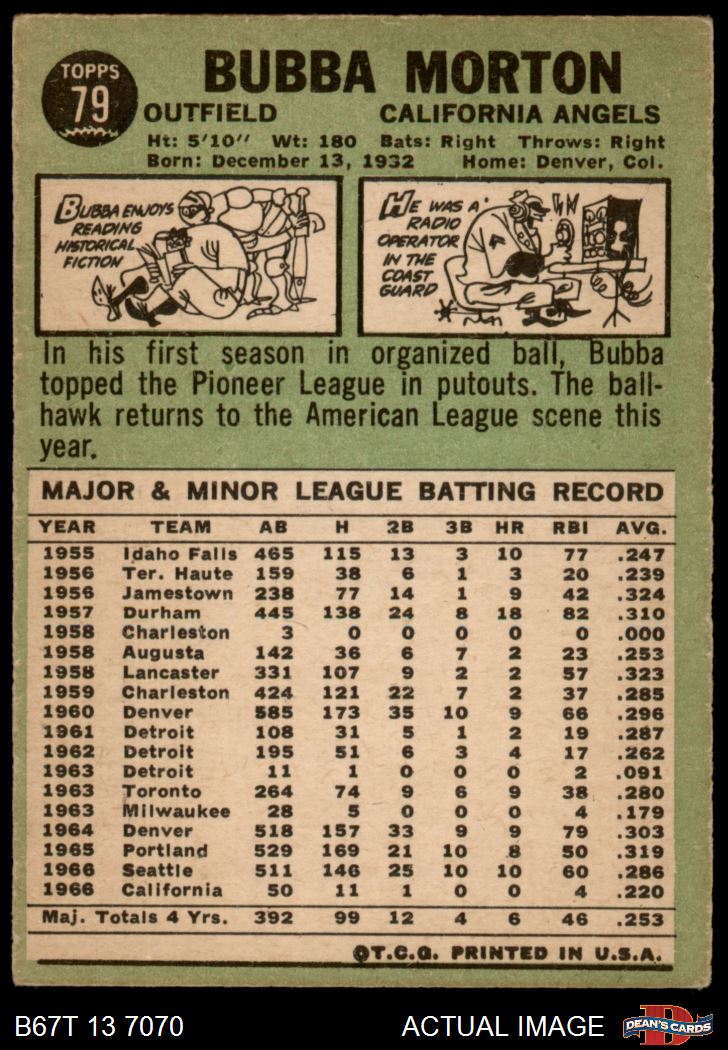 TOPPS
79
BUBBA MORTON
OUTFIELD CALIFORNIA ANGELS
Ht: 5'10" Wt: 180 Bats: Right Throws: Right
Born: December 13, 1932 Home: Denver, Col.
BUBBA ENJOYS
READING
HISTORICAL
FICTION
HE WAS A
RADIO
OPERATOR
IN THE
COAST
GUARD
In his first season in organized ball, Bubba
topped the Pioneer League in putouts. The ball-
hawk returns to the American League scene this
year.
MAJOR & MINOR LEAGUE BATTING RECORD
YEAR TEAM AB H 2B 3B HR RBI AVG.
1955 Idaho Falls 465 115 13 3 10 77 .247
1956 Ter. Haute 159 38 6 1 3 20 .239
1956 Jamestown 238 77 14 1 9 42 .324
1957 Durham 445 138 24 8 18 82 .310
1958 Charleston 3 0 0 0 0 0 .000
1958 Augusta 142 36 6 7 2 23 .253
1958 Lancaster 331 107 9 2 2 57 .323
1959 Charleston 424 121 22 7 2 37 .285
1960 Denver 585 173 35 10 9 66 .296
1961 Detroit 108 31 5 1 2 19 .287
1962 Detroit 195 51 6 3 4 17 .262
1963 Detroit 11 1 0 0 0 2 .091
1963 Toronto 264 74 9 6 9 38 .280
1963 Milwaukee 28 5 0 0 0 4 .179
1964 Denver 518 157 33 9 9 79 .303
1965 Portland 529 169 21 10 8 50 .319
1966 Seattle 511 146 25 10 10 60 .286
1966 California 50 11 1 0 0 4 .220
Maj. Totals 4 Yrs. 392 99 12 4 6 46 .253
©T.C.G. PRINTED IN U.S.A.
B67T 13 7070 ACTUAL IMAGE
D
DEAN'S CARDS